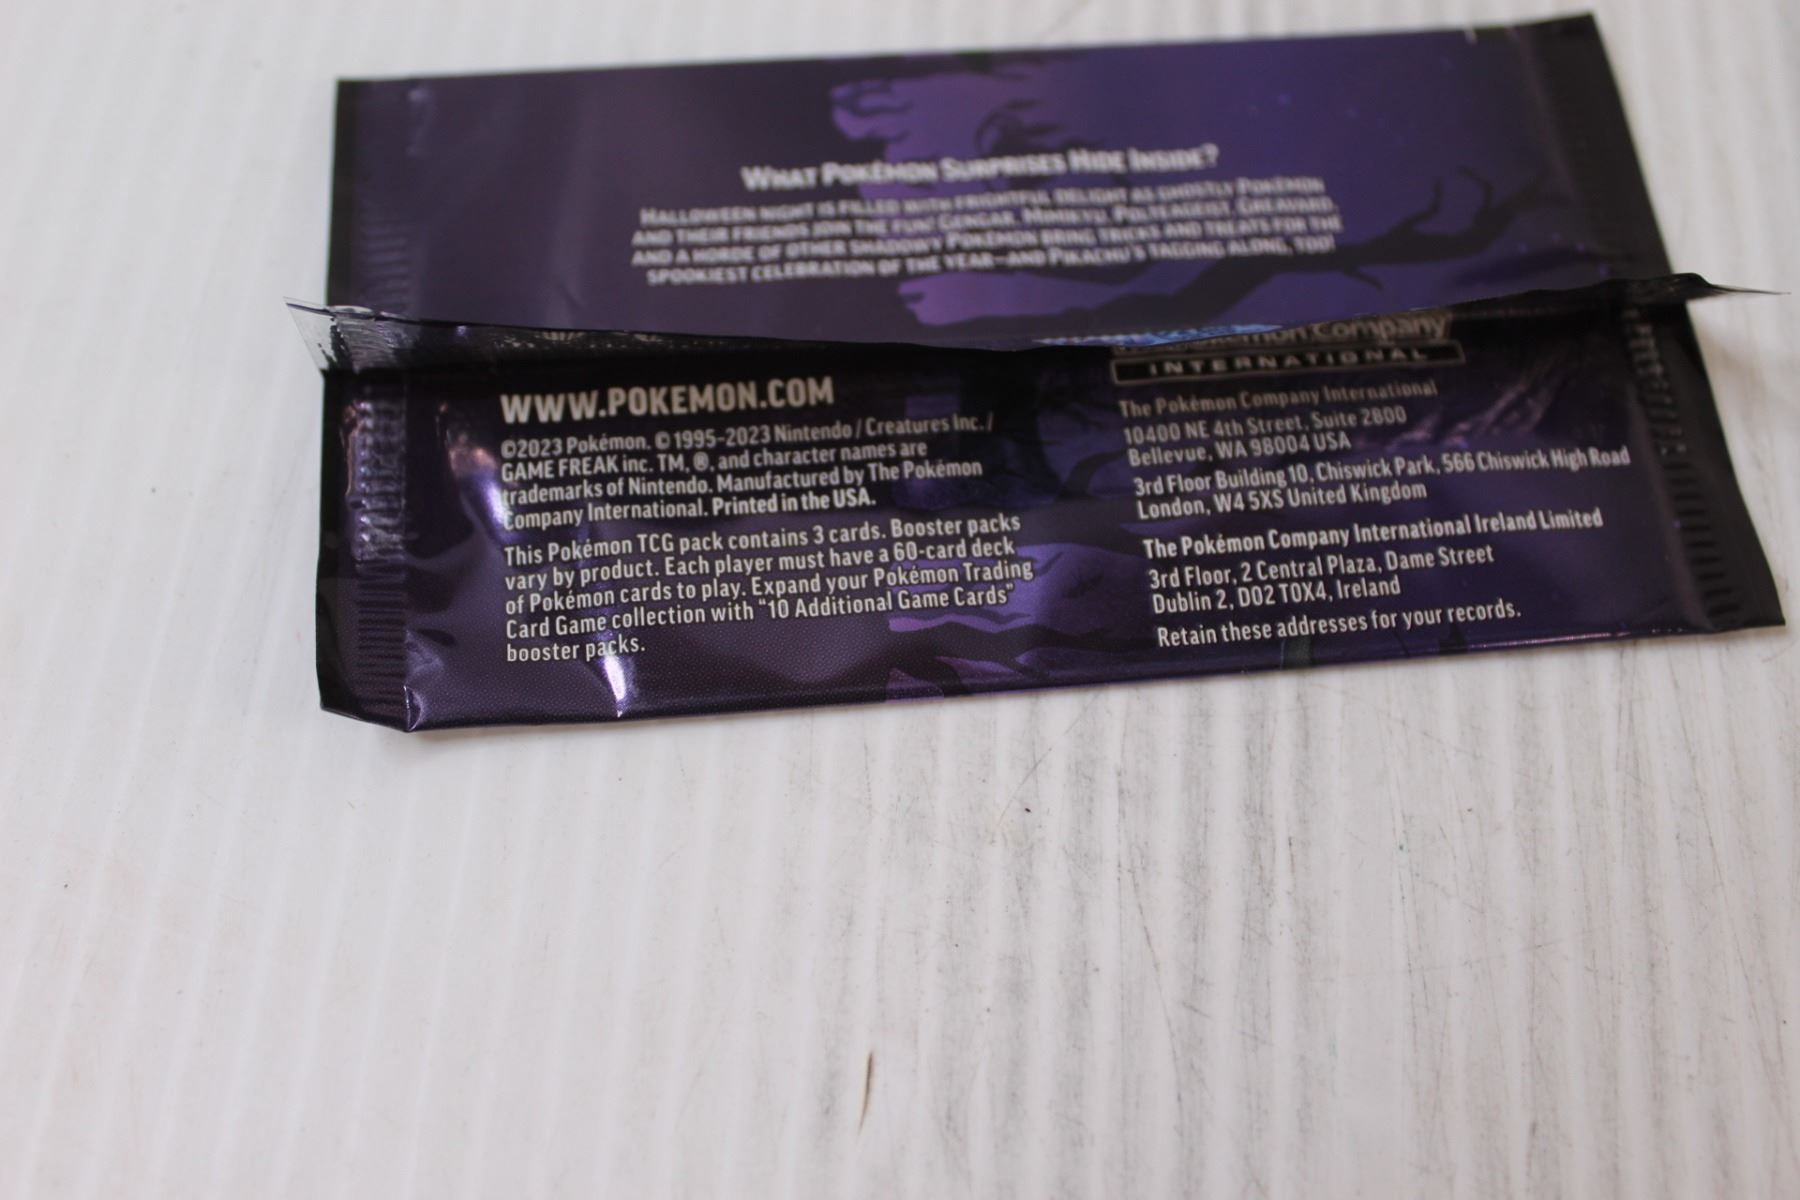 What Pokémon Surprises Hide Inside?
Halloween night is filled with frightful delight as ghostly Pokémon
and their friends join the fun! Gengar, Mimikyu, Polteageist, Greavard,
and a horde of other shadowy Pokémon bring tricks and treats for the
spookiest celebration of the year—and Pikachu's tagging along, too!
WWW.POKEMON.COM
©2023 Pokémon. ©1995–2023 Nintendo / Creatures Inc. /
GAME FREAK inc. TM, ®, and character names are
trademarks of Nintendo. Manufactured by The Pokémon
Company International. Printed in the USA.
This Pokémon TCG pack contains 3 cards. Booster packs
vary by product. Each player must have a 60-card deck
of Pokémon cards to play. Expand your Pokémon Trading
Card Game collection with "10 Additional Game Cards"
booster packs.
Company
INTERNATIONAL
The Pokémon Company International
10400 NE 4th Street, Suite 2800
Bellevue, WA 98004 USA
3rd Floor Building 10, Chiswick Park, 566 Chiswick High Road
London, W4 5XS United Kingdom
The Pokémon Company International Ireland Limited
3rd Floor, 2 Central Plaza, Dame Street
Dublin 2, D02 T0X4, Ireland
Retain these addresses for your records.